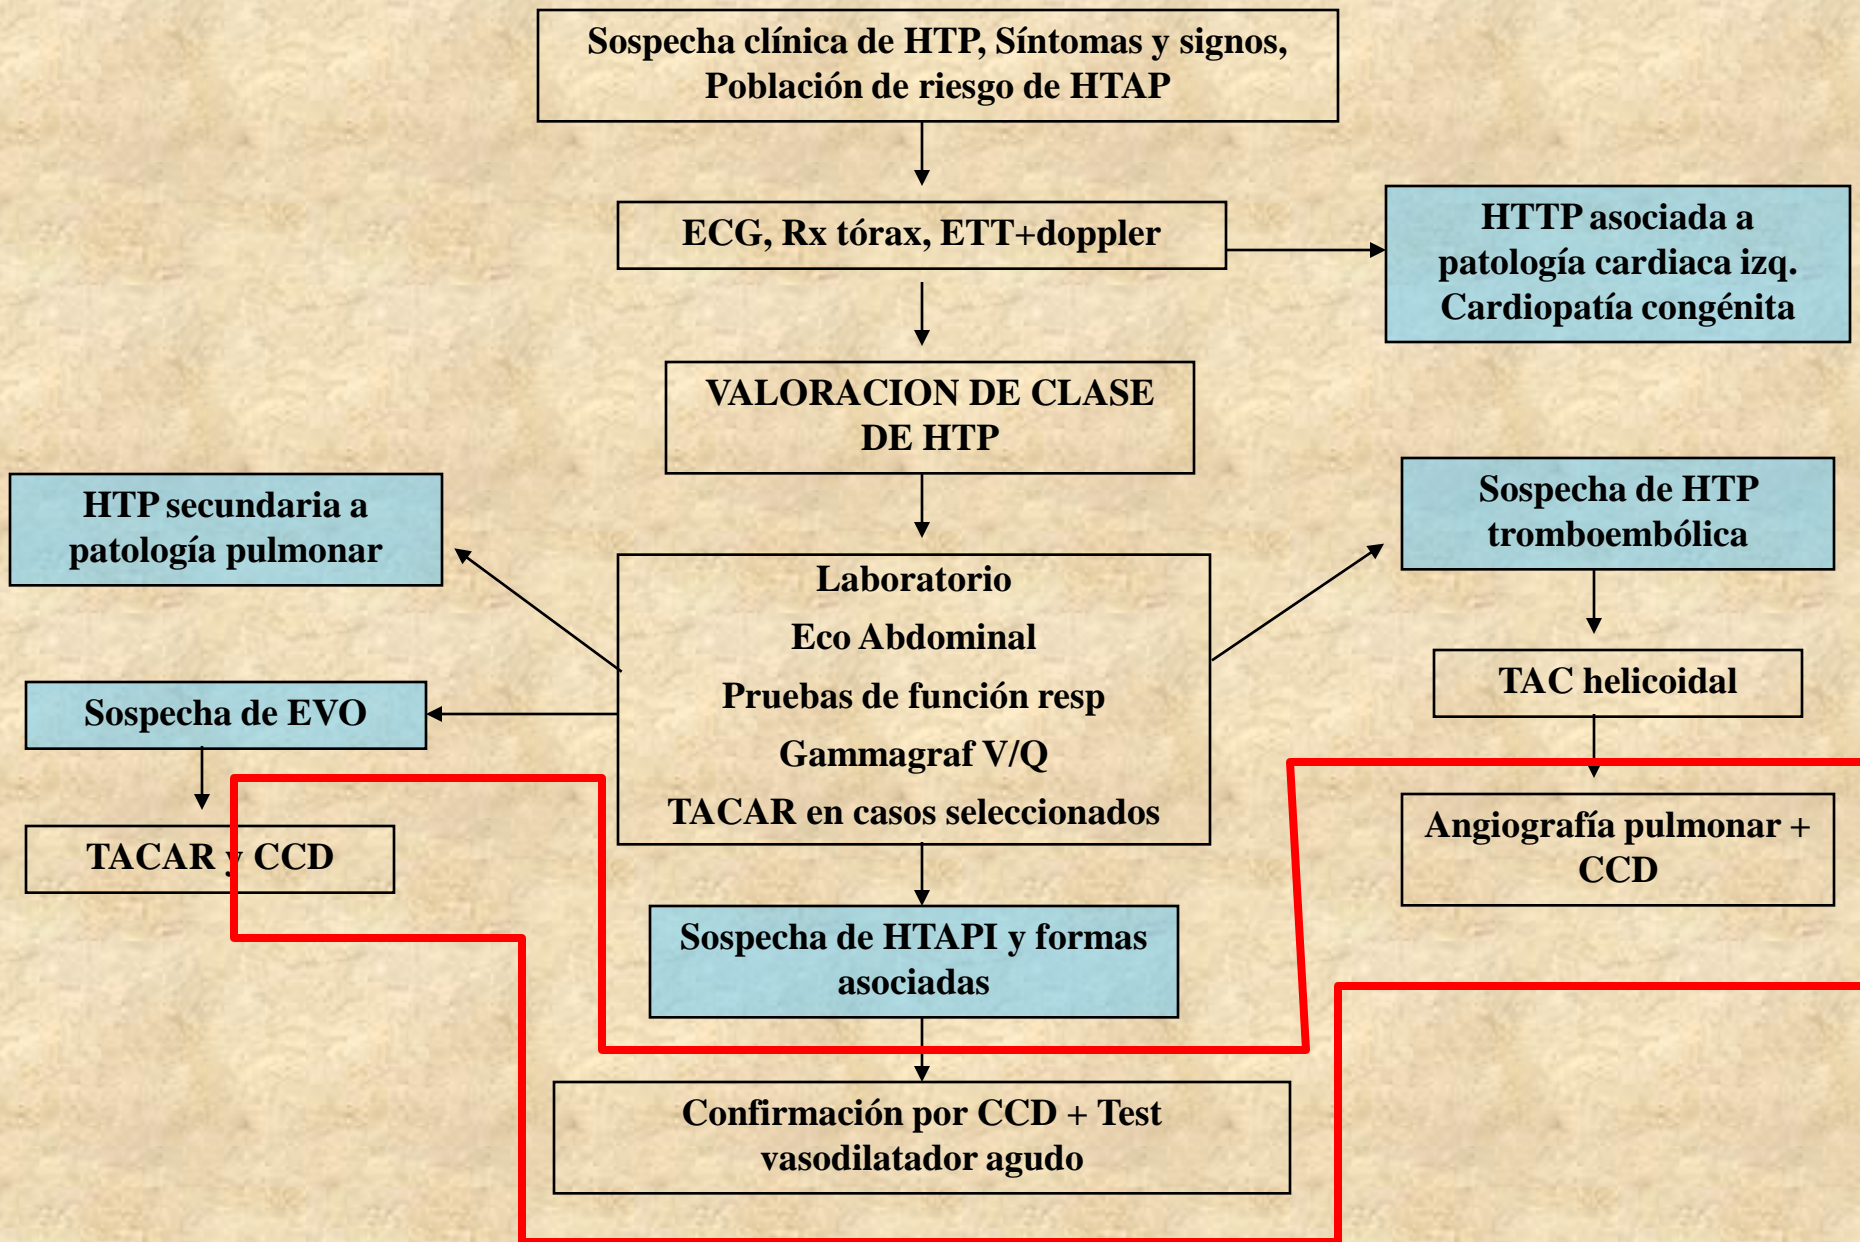 Sospecha clínica de HTP, Síntomas y signos,
Población de riesgo de HTAP
ECG, Rx tórax, ETT+doppler
HTTP asociada a
patología cardiaca izq.
Cardiopatía congénita
VALORACION DE CLASE
DE HTP
HTP secundaria a
patología pulmonar
Sospecha de HTP
tromboembólica
Laboratorio
Eco Abdominal
Pruebas de función resp
Gammagraf V/Q
TACAR en casos seleccionados
Sospecha de EVO
TAC helicoidal
TACAR y CCD
Angiografía pulmonar +
CCD
Sospecha de HTAPI y formas
asociadas
Confirmación por CCD + Test
vasodilatador agudo